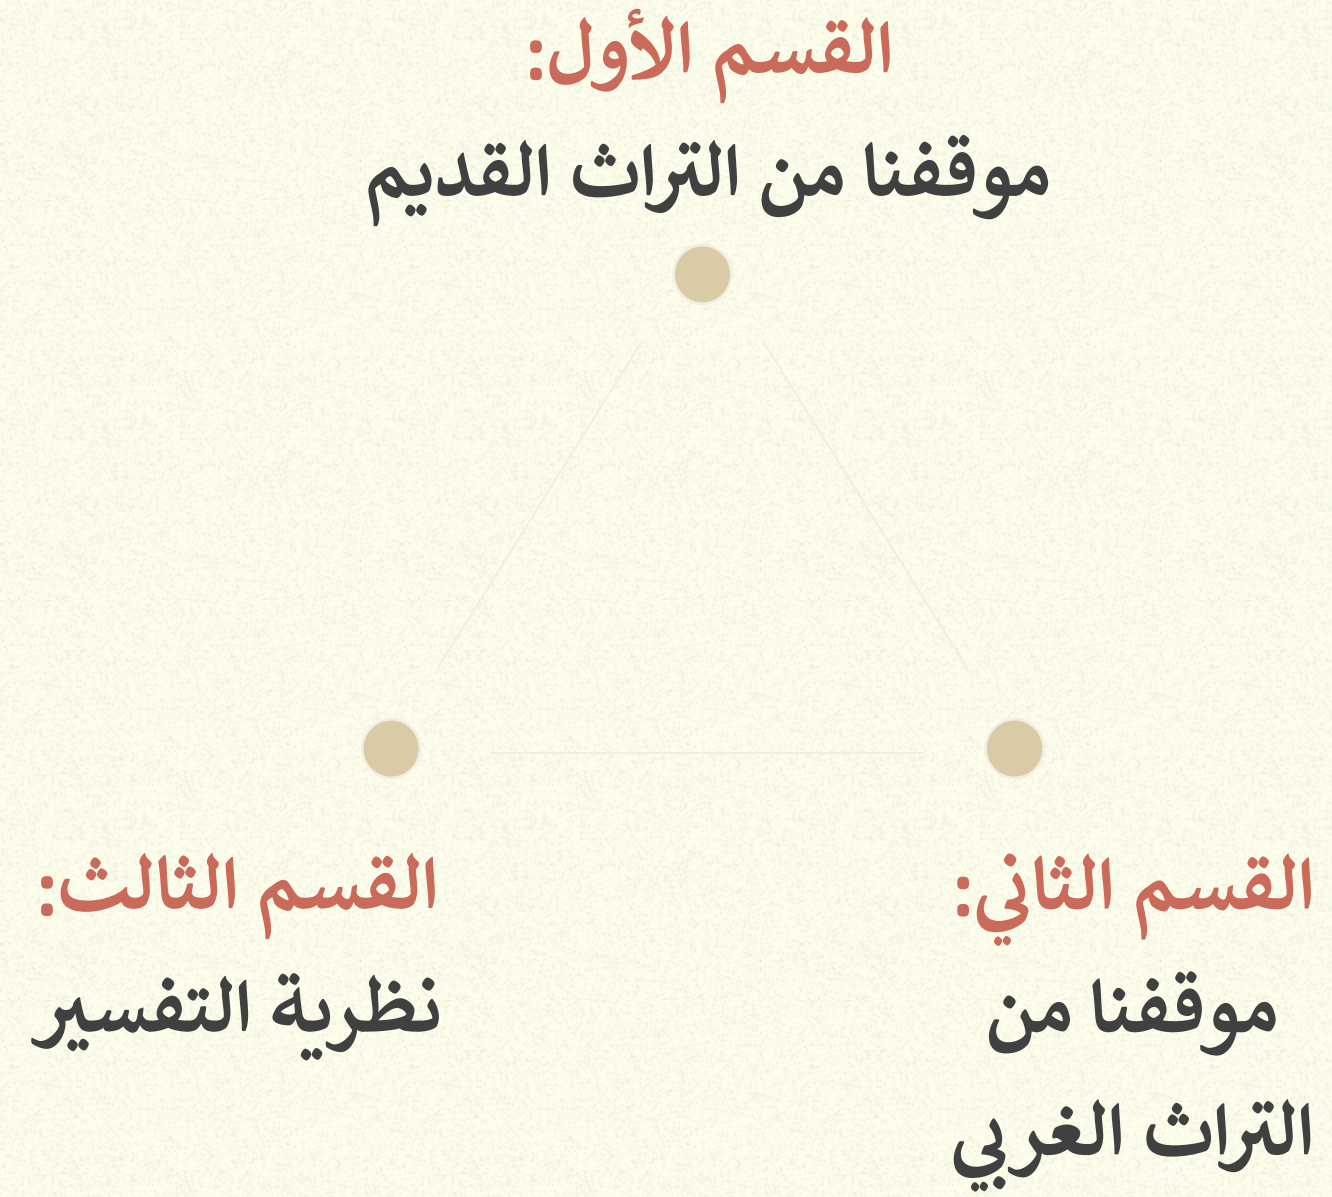 القسم الأول:
موقفنا من التراث القديم
القسم الثاني:
موقفنا من
التراث الغربي
القسم الثالث:
نظرية التفسير